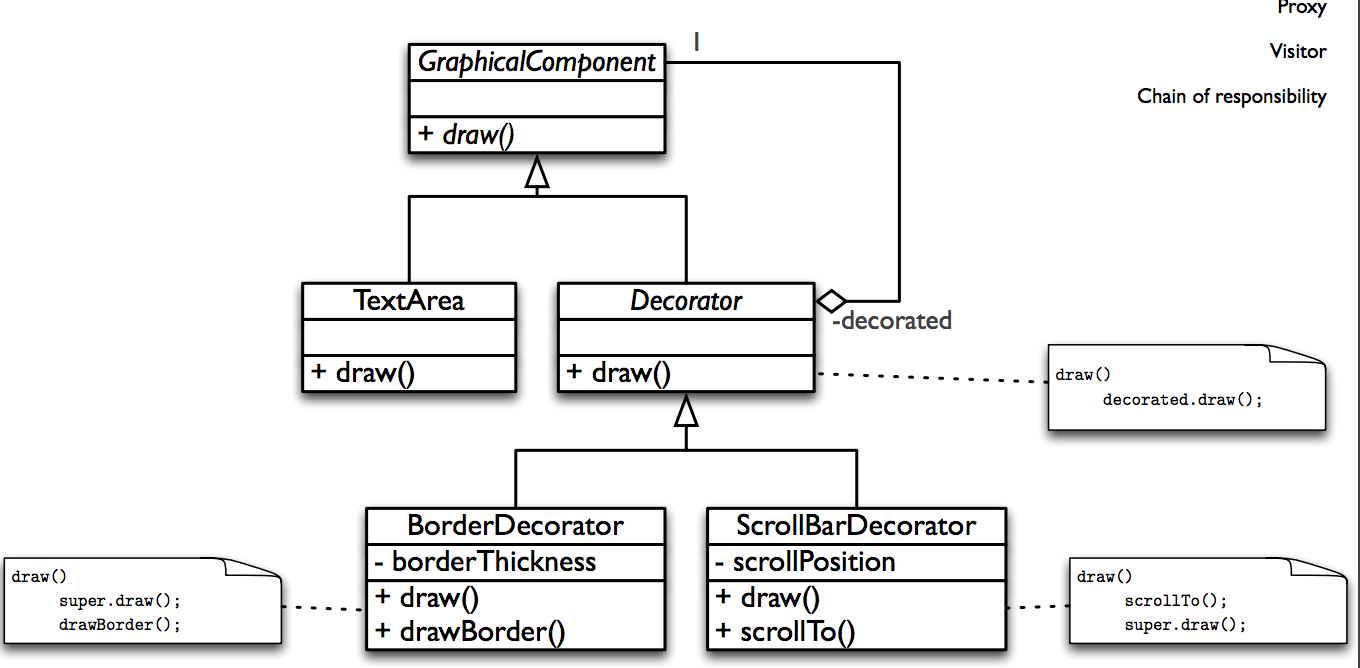 Proxy
Visitor
Chain of responsibility
1
GraphicalComponent
+ draw()
TextArea
+ draw()
Decorator
+ draw()
-decorated
draw()
decorated.draw();
BorderDecorator
- borderThickness
+ draw()
+ drawBorder()
ScrollBarDecorator
- scrollPosition
+ draw()
+ scrollTo()
draw()
super.draw();
drawBorder();
draw()
scrollTo();
super.draw();